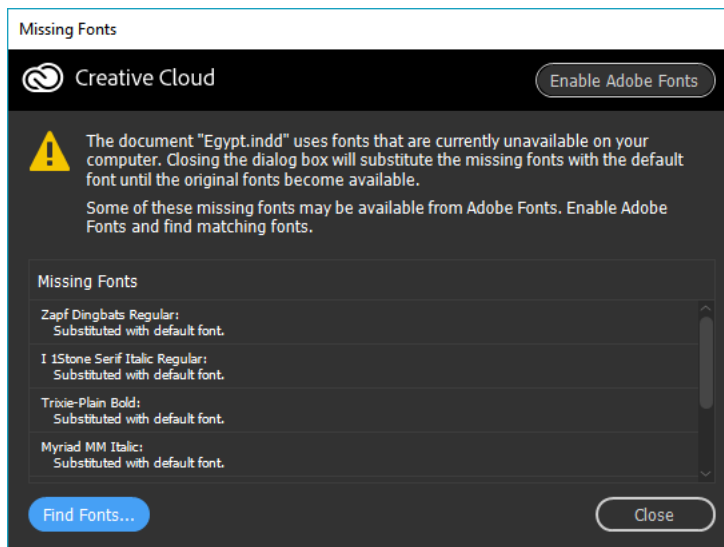 Missing Fonts
Creative Cloud
Enable Adobe Fonts
The document "Egypt.indd" uses fonts that are currently unavailable on your
computer. Closing the dialog box will substitute the missing fonts with the default
font until the original fonts become available.
Some of these missing fonts may be available from Adobe Fonts. Enable Adobe
Fonts and find matching fonts.
Missing Fonts
Zapf Dingbats Regular:
Substituted with default font.
I 1Stone Serif Italic Regular:
Substituted with default font.
Trixie-Plain Bold:
Substituted with default font.
Myriad MM Italic:
Substituted with default font.
Find Fonts...
Close